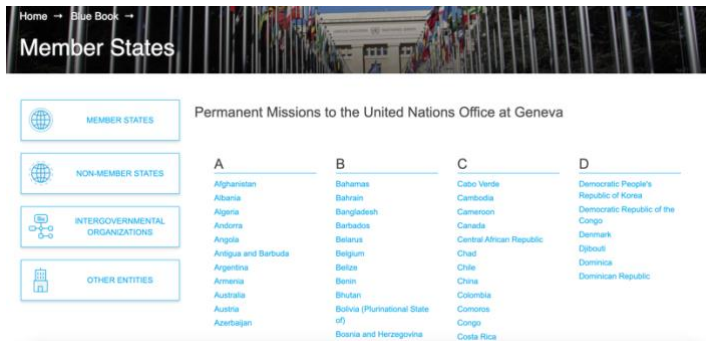 Home → Blue Book →
Member States
MEMBER STATES
NON-MEMBER STATES
INTERGOVERNMENTAL
ORGANIZATIONS
OTHER ENTITIES
Permanent Missions to the United Nations Office at Geneva
A
Afghanistan
Albania
Algeria
Andorra
Angola
Antigua and Barbuda
Argentina
Armenia
Australia
Austria
Azerbaijan
B
Bahamas
Bahrain
Bangladesh
Barbados
Belarus
Belgium
Belize
Benin
Bhutan
Bolivia (Plurinational State
of)
Bosnia and Herzegovina
C
Cabo Verde
Cambodia
Cameroon
Canada
Central African Republic
Chad
Chile
China
Colombia
Comoros
Congo
Costa Rica
D
Democratic People's
Republic of Korea
Democratic Republic of the
Congo
Denmark
Djibouti
Dominica
Dominican Republic